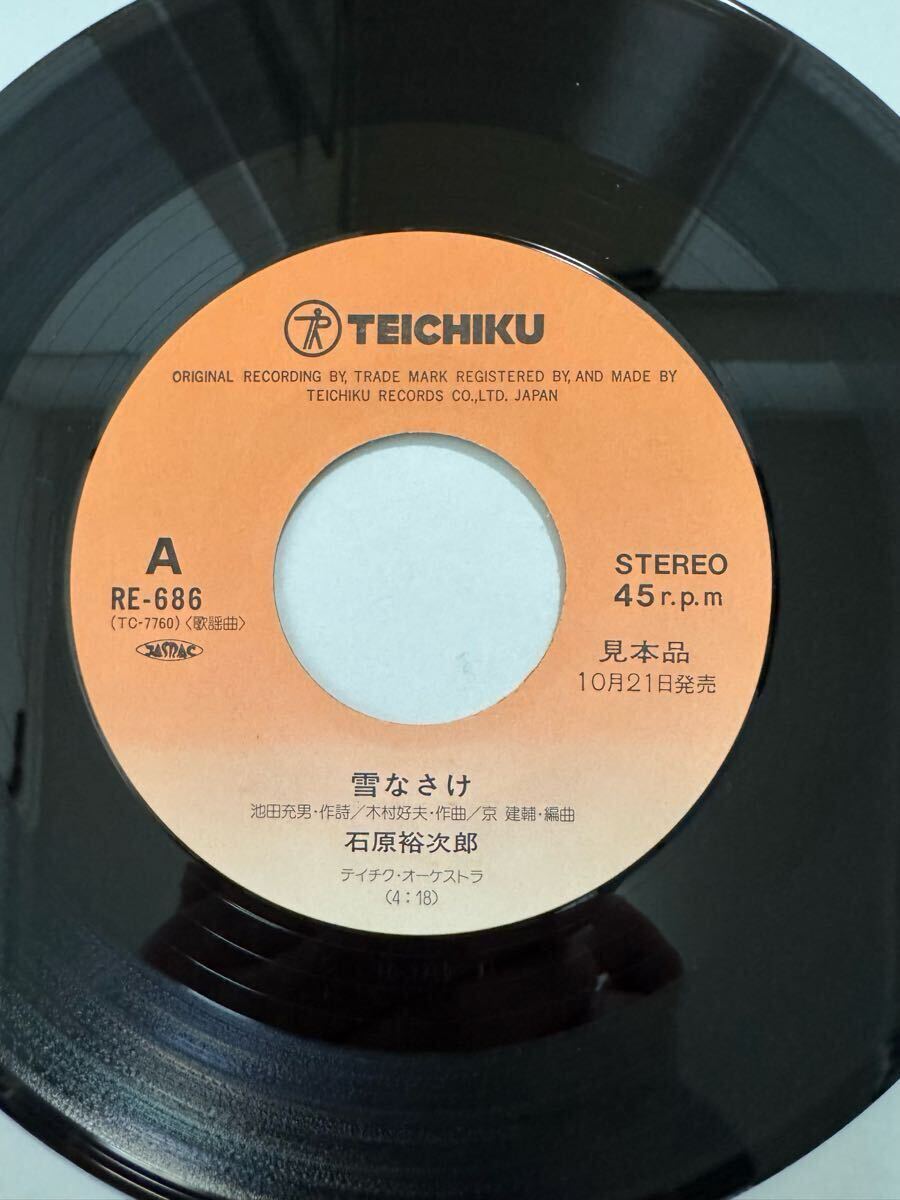 TEICHIKU
ORIGINAL RECORDING BY, TRADE MARK REGISTERED BY, AND MADE BY
TEICHIKU RECORDS CO.,LTD. JAPAN
A
RE-686
(TC-7760)〈歌謡曲〉
JASRAC
STEREO
45 r.p.m
見本品
10月21日発売
雪なさけ
池田充男・作詩/木村好夫・作曲/京 建輔・編曲
石原裕次郎
テイチク・オーケストラ
(4:18)